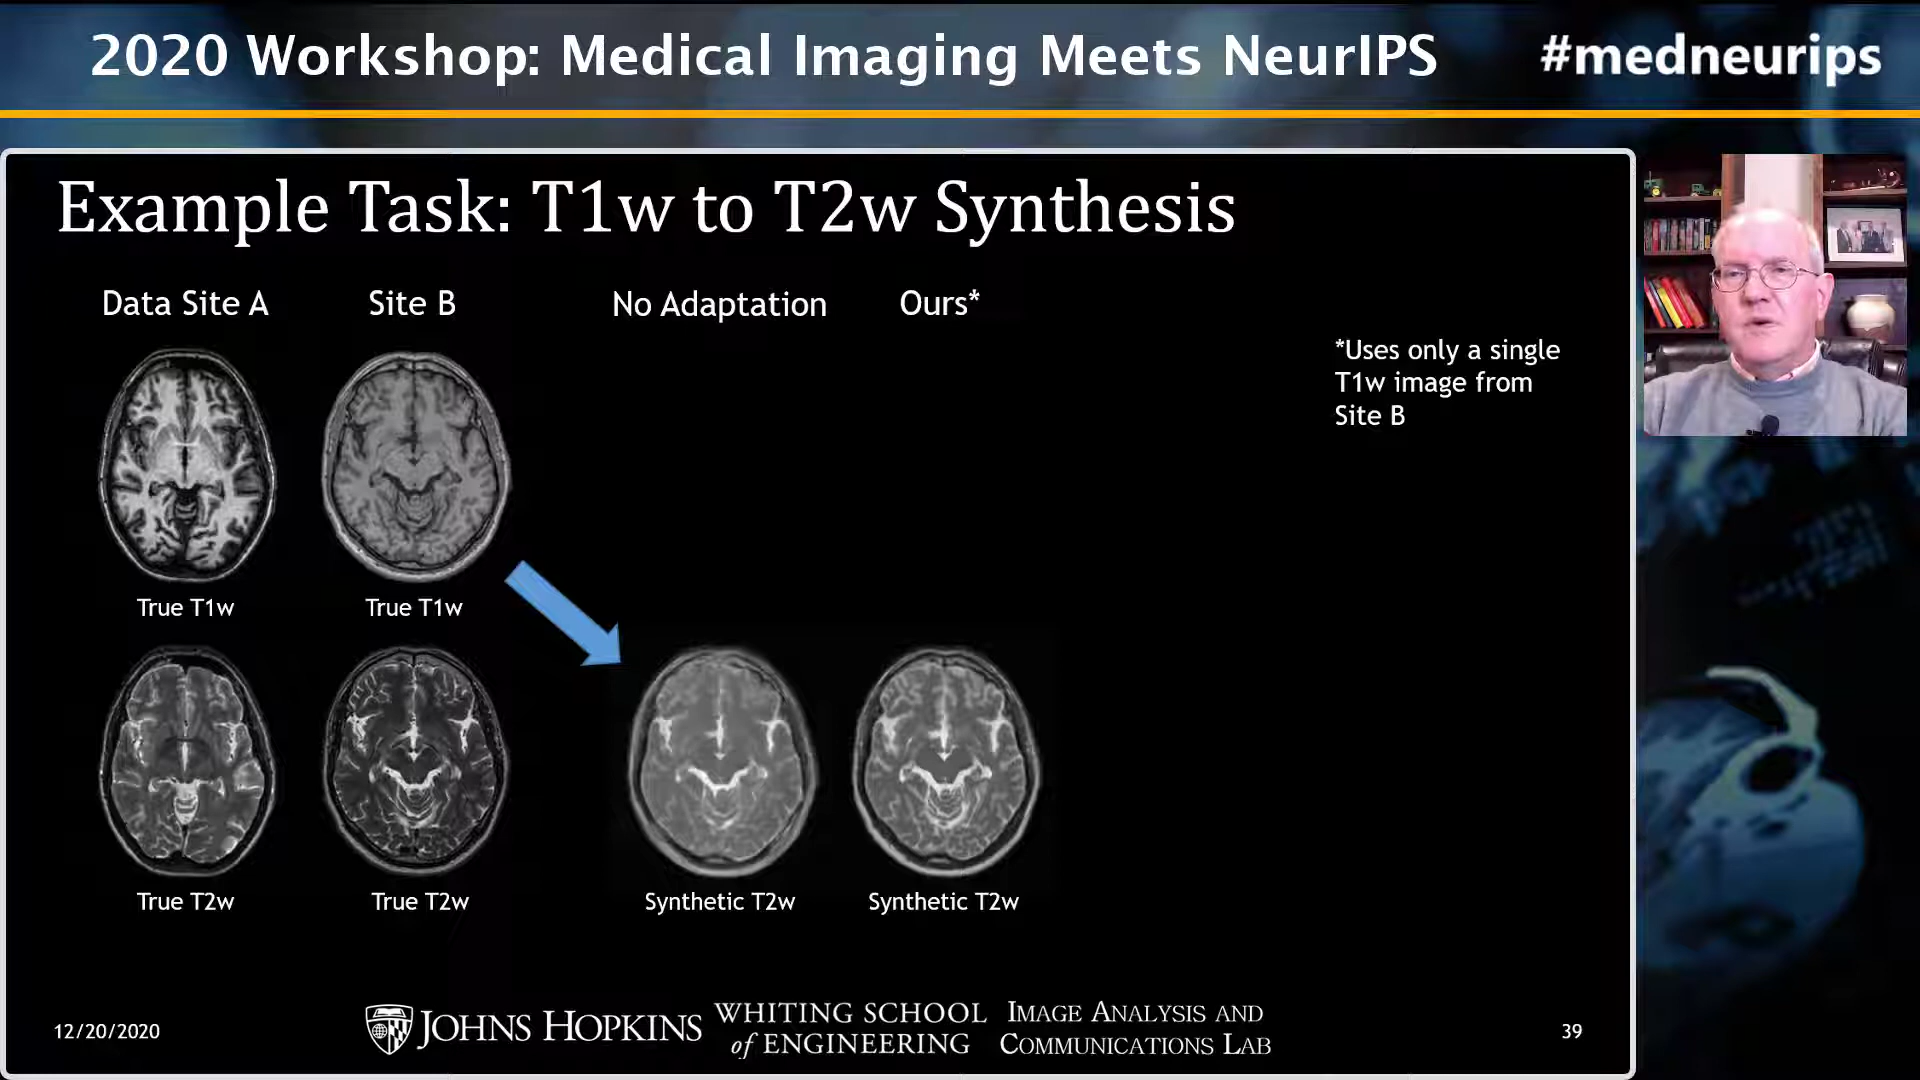 2020 Workshop: Medical Imaging Meets NeurIPS
#medneurips
Example Task: T1w to T2w Synthesis
Data Site A
Site B
No Adaptation
Ours*
*Uses only a single
T1w image from
Site B
True T1w
True T1w
True T2w
True T2w
Synthetic T2w
Synthetic T2w
12/20/2020
JOHNS HOPKINS
WHITING SCHOOL
of ENGINEERING
IMAGE ANALYSIS AND
COMMUNICATIONS LAB
39